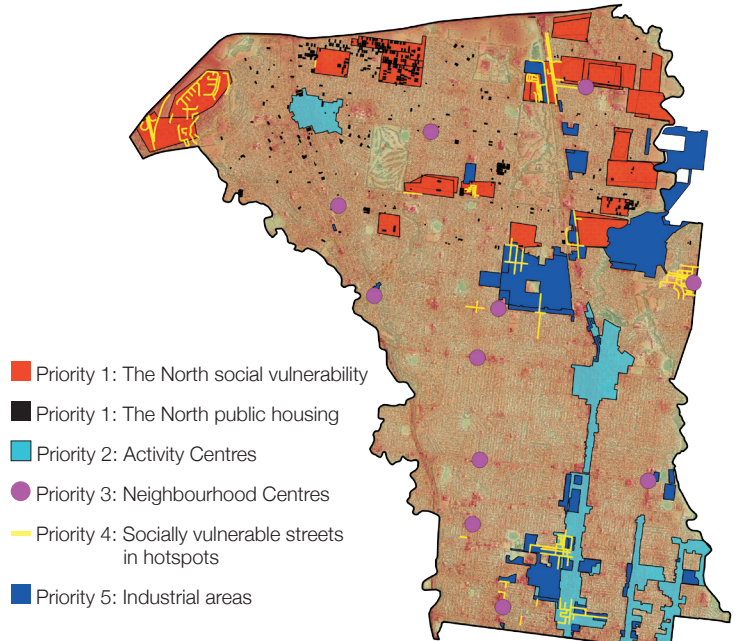 Priority 1: The North social vulnerability
Priority 1: The North public housing
Priority 2: Activity Centres
Priority 3: Neighbourhood Centres
Priority 4: Socially vulnerable streets
in hotspots
Priority 5: Industrial areas